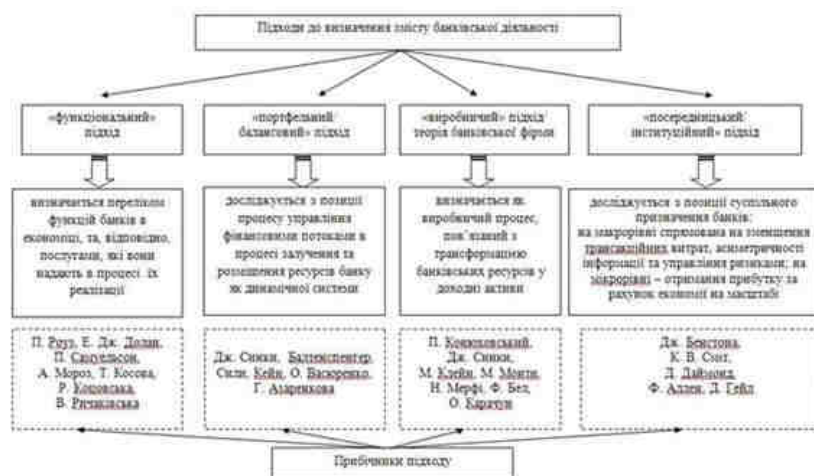 Підходи до визначення змісту банківської діяльності
«функціональний»
підхід
«портфельний/
балансовий» підхід
«виробничий» підхід/
теорія банківської фірми
«посередницький/
інституційний» підхід
визначається переліком
функцій банків в
економіці, та, відповідно,
послугами, які вони
надають в процесі їх
реалізації
досліджується з позиції
процесу управління
фінансовими потоками в
процесі залучення та
розміщення ресурсів банку
як динамічної системи
визначається як
виробничий процес,
пов'язаний з
трансформацією
банківських ресурсів у
доходні активи
досліджується з позиції суспільного
призначення банків:
на макрорівні спрямована на зменшення
трансакційних витрат, асиметричності
інформації та управління ризиками; на
мікрорівні – отримання прибутку за
рахунок економії на масштабі
П. Роуз, Е. Дж. Долан,
П. Самуельсон,
А. Мороз, Т. Косова,
Р. Коцовська,
В. Ричаківська
Дж. Синки, Балтенспенгер,
Сили, Кейн, О. Васюренко,
Г. Азаренкова
П. Конюховський,
Дж. Синки,
М. Клейн, М. Монти,
Н. Мерфі, Ф. Бел,
О. Карачун
Дж. Бенстона,
К. В. Сміт,
Д. Даймонд,
Ф. Аллен, Д. Гейл
Прибічники підходу